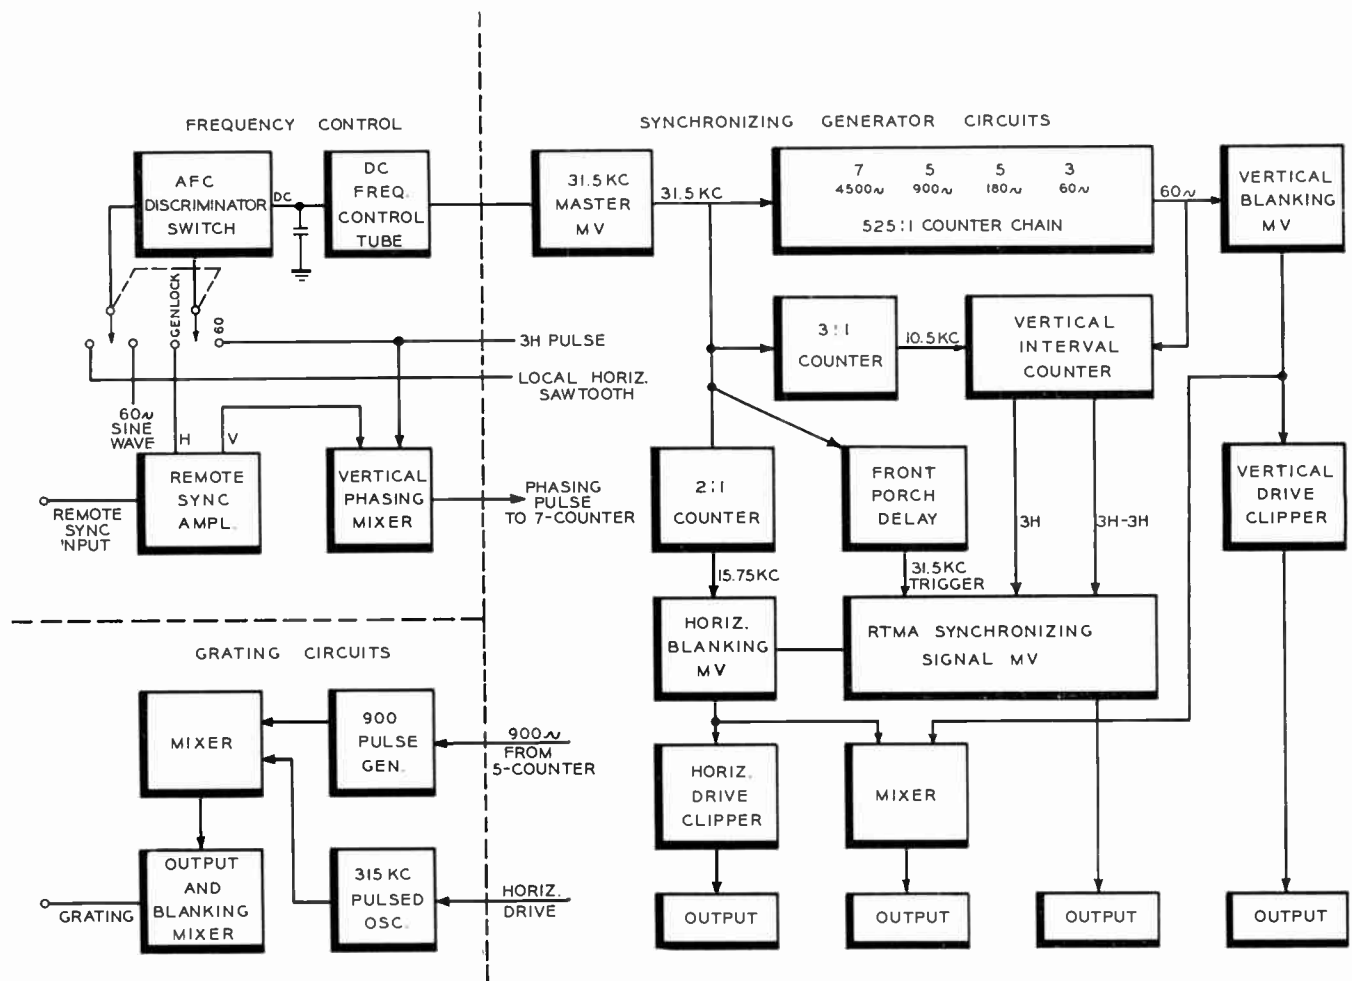 FREQUENCY CONTROL
AFC
DISCRIMINATOR
SWITCH
DC
DC
FREQ.
CONTROL
TUBE
GENLOCK
60
3H PULSE
LOCAL HORIZ.
SAWTOOTH
60~
SINE
WAVE
H
V
REMOTE
SYNC
AMPL.
REMOTE
SYNC
'NPUT
VERTICAL
PHASING
MIXER
PHASING
PULSE
TO 7-COUNTER
SYNCHRONIZING GENERATOR CIRCUITS
31.5 KC
MASTER
MV
31.5 KC
7 5 5 3
4500~ 900~ 180~ 60~
525:1 COUNTER CHAIN
60~
VERTICAL
BLANKING
MV
3:1
COUNTER
10.5 KC
VERTICAL
INTERVAL
COUNTER
2:1
COUNTER
FRONT
PORCH
DELAY
3H
3H-3H
VERTICAL
DRIVE
CLIPPER
15.75KC
31.5KC
TRIGGER
HORIZ.
BLANKING
MV
RTMA SYNCHRONIZING
SIGNAL MV
HORIZ.
DRIVE
CLIPPER
MIXER
OUTPUT
OUTPUT
OUTPUT
OUTPUT
GRATING CIRCUITS
MIXER
900
PULSE
GEN.
900~
FROM
5-COUNTER
OUTPUT
AND
BLANKING
MIXER
GRATING
315 KC
PULSED
OSC.
HORIZ.
DRIVE